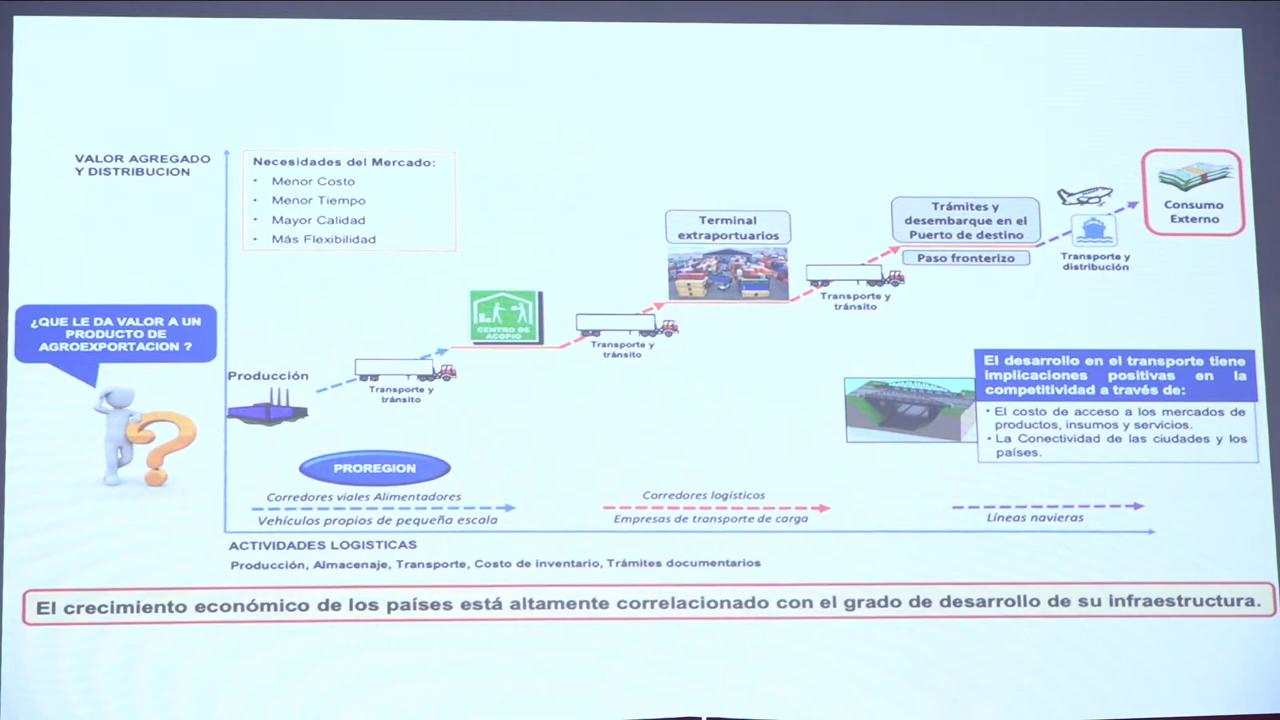 VALOR AGREGADO
Y DISTRIBUCION
Necesidades del Mercado:
• Menor Costo
• Menor Tiempo
• Mayor Calidad
• Más Flexibilidad
¿QUE LE DA VALOR A UN
PRODUCTO DE
AGROEXPORTACION ?
Producción
Transporte y
tránsito
CENTRO DE
ACOPIO
Transporte y
tránsito
Terminal
extraportuarios
Transporte y
tránsito
Trámites y
desembarque en el
Puerto de destino
Paso fronterizo
Transporte y
distribución
Consumo
Externo
El desarrollo en el transporte tiene
implicaciones positivas en la
competitividad a través de:
• El costo de acceso a los mercados de
productos, insumos y servicios.
• La Conectividad de las ciudades y los
países.
PROREGION
Corredores viales Alimentadores
Vehículos propios de pequeña escala
Corredores logísticos
Empresas de transporte de carga
Líneas navieras
ACTIVIDADES LOGISTICAS
Producción, Almacenaje, Transporte, Costo de inventario, Trámites documentarios
El crecimiento económico de los países está altamente correlacionado con el grado de desarrollo de su infraestructura.